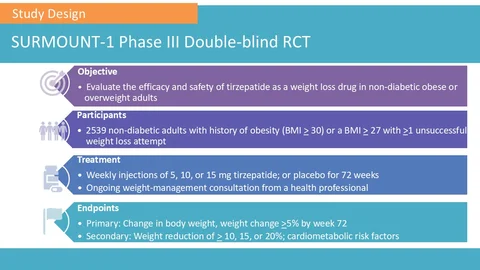 Study Design
SURMOUNT-1 Phase III Double-blind RCT
Objective
• Evaluate the efficacy and safety of tirzepatide as a weight loss drug in non-diabetic obese or
overweight adults
Participants
• 2539 non-diabetic adults with history of obesity (BMI ≥ 30) or a BMI ≥ 27 with ≥1 unsuccessful
weight loss attempt
Treatment
• Weekly injections of 5, 10, or 15 mg tirzepatide; or placebo for 72 weeks
• Ongoing weight-management consultation from a health professional
Endpoints
• Primary: Change in body weight, weight change ≥5% by week 72
• Secondary: Weight reduction of ≥ 10, 15, or 20%; cardiometabolic risk factors